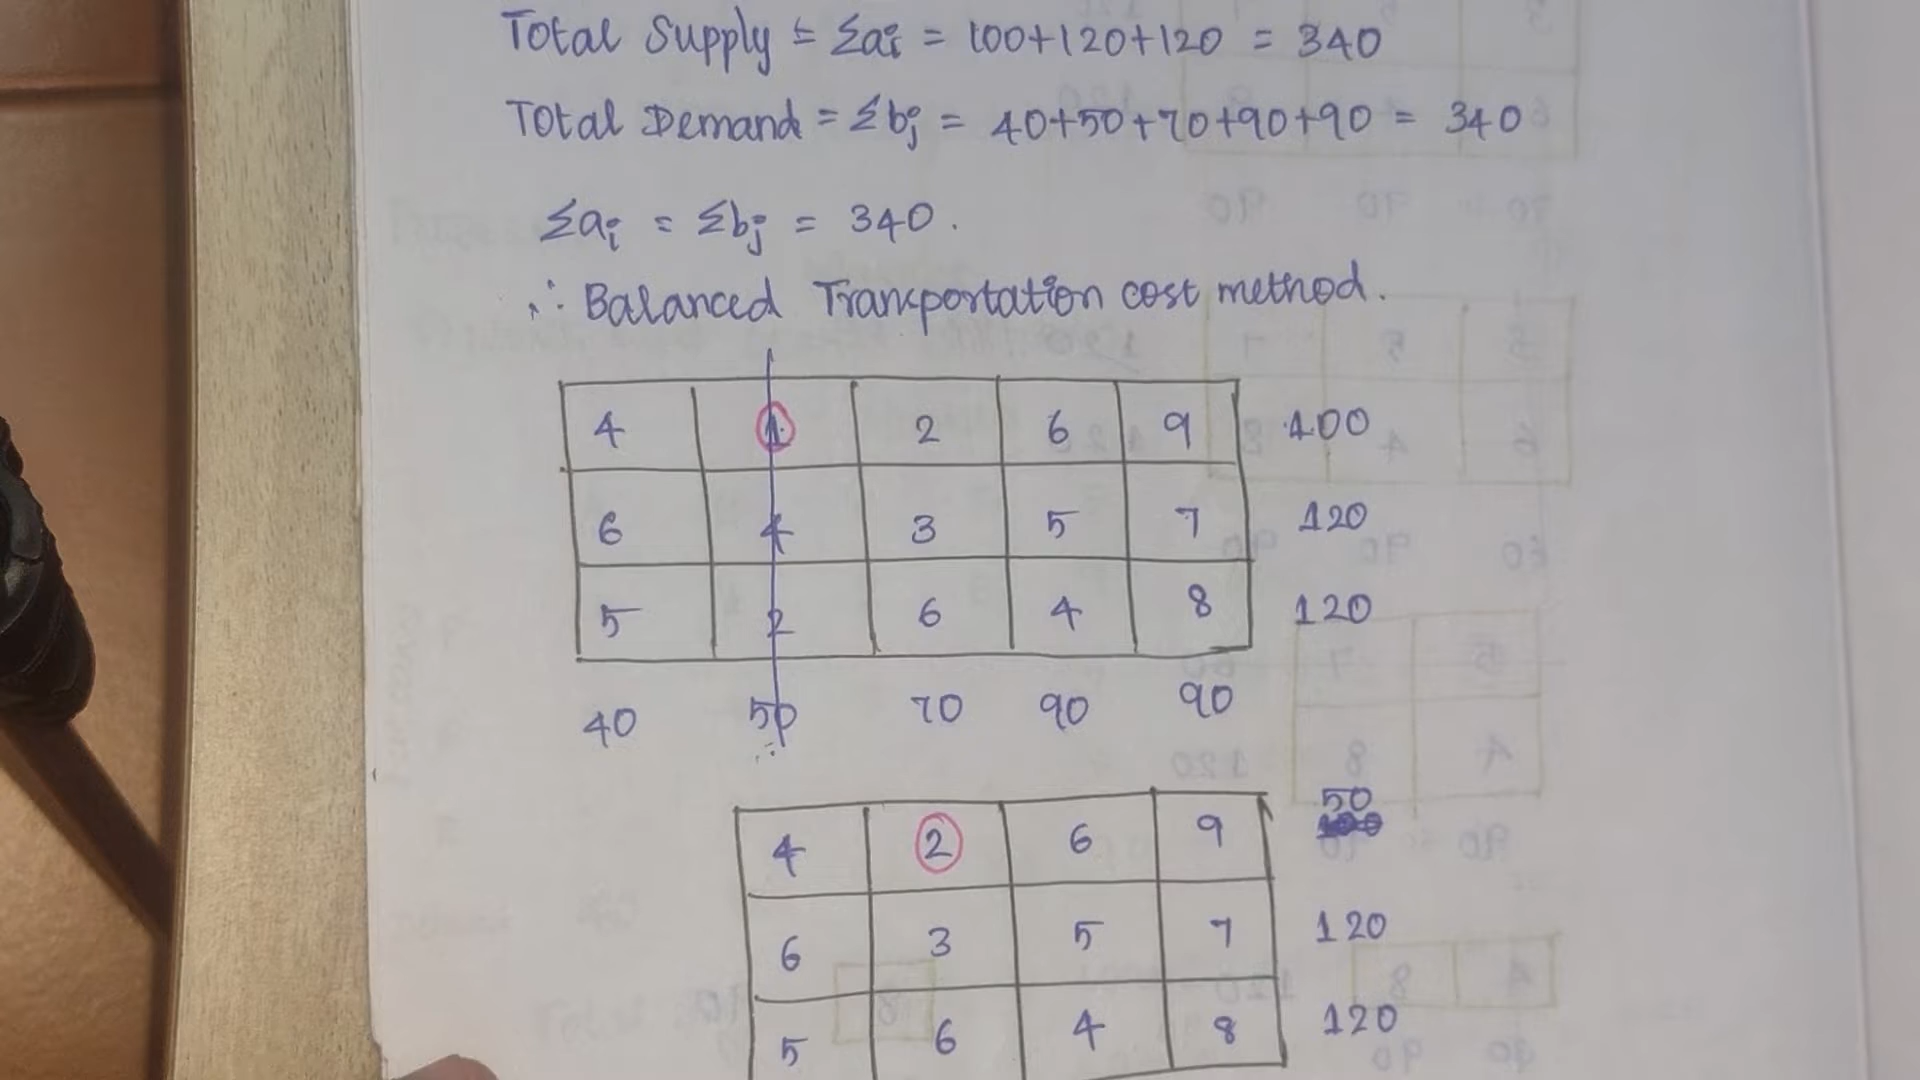 Total Supply = Σai = 100+120+120 = 340
Total Demand = Σbj = 40+50+70+90+90 = 340
Σai = Σbj = 340.
∴ Balanced Transportation cost method.
4 1 2 6 9 100
6 4 3 5 7 120
5 2 6 4 8 120
40 50 70 90 90
50
4 2 6 9
6 3 5 7 120
5 6 4 8 120